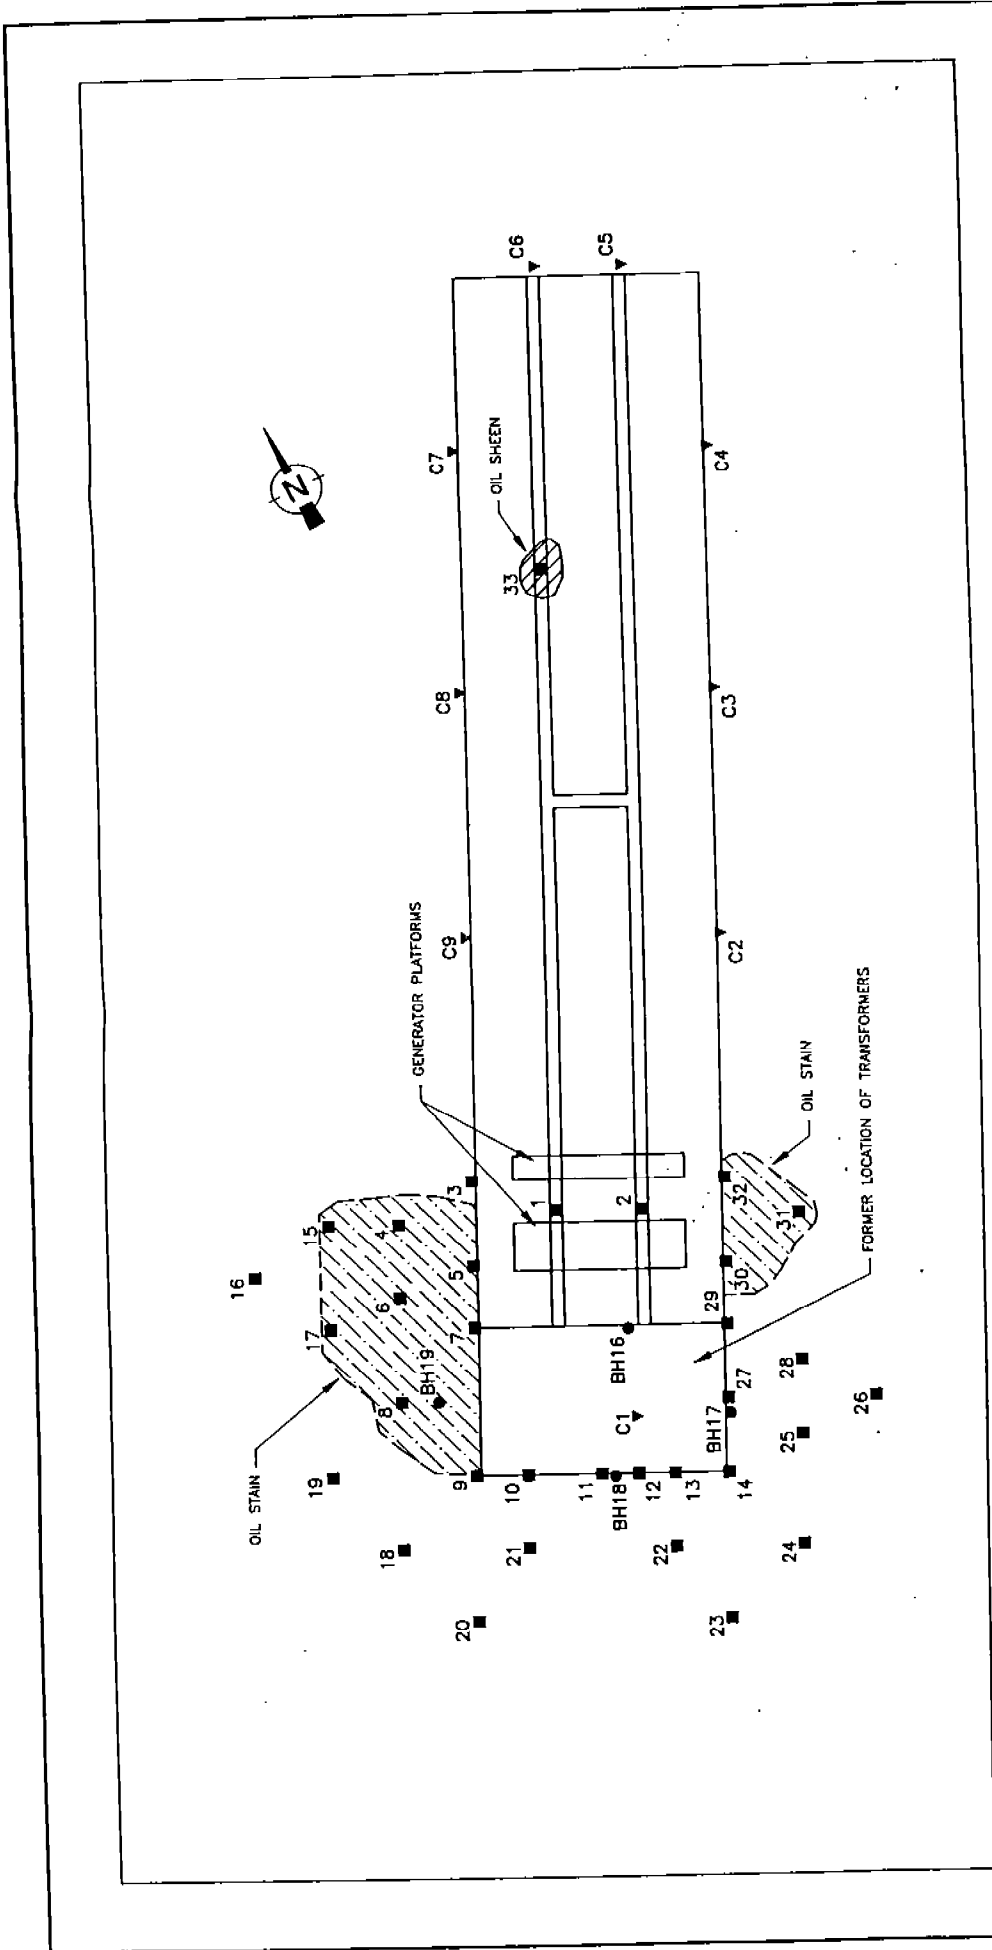 C6
C5
C7
OIL SHEEN
C4
N
33
C8
C3
C9
GENERATOR PLATFORMS
C2
FORMER LOCATION OF TRANSFORMERS
OIL STAIN
3
1
2
32
31
15
4
16
5
30
6
17
7
BH16
29
28
8
BH19
C1
27
BH17
26
25
OIL STAIN
19
9
10
11
BH18
12
13
14
18
21
22
24
20
23